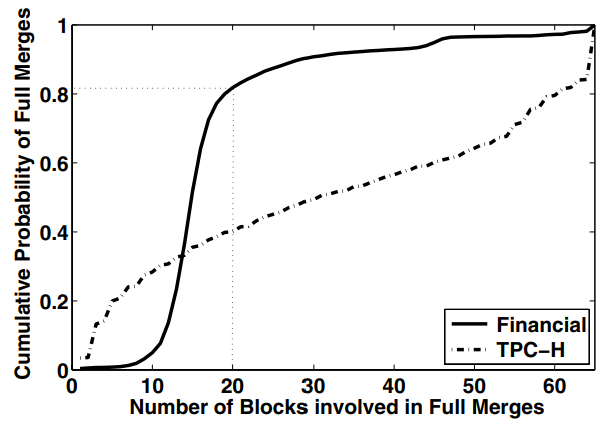 Cumulative Probability of Full Merges
1
0.8
0.6
0.4
0.2
0
0 10 20 30 40 50 60
Number of Blocks involved in Full Merges
Financial
TPC-H